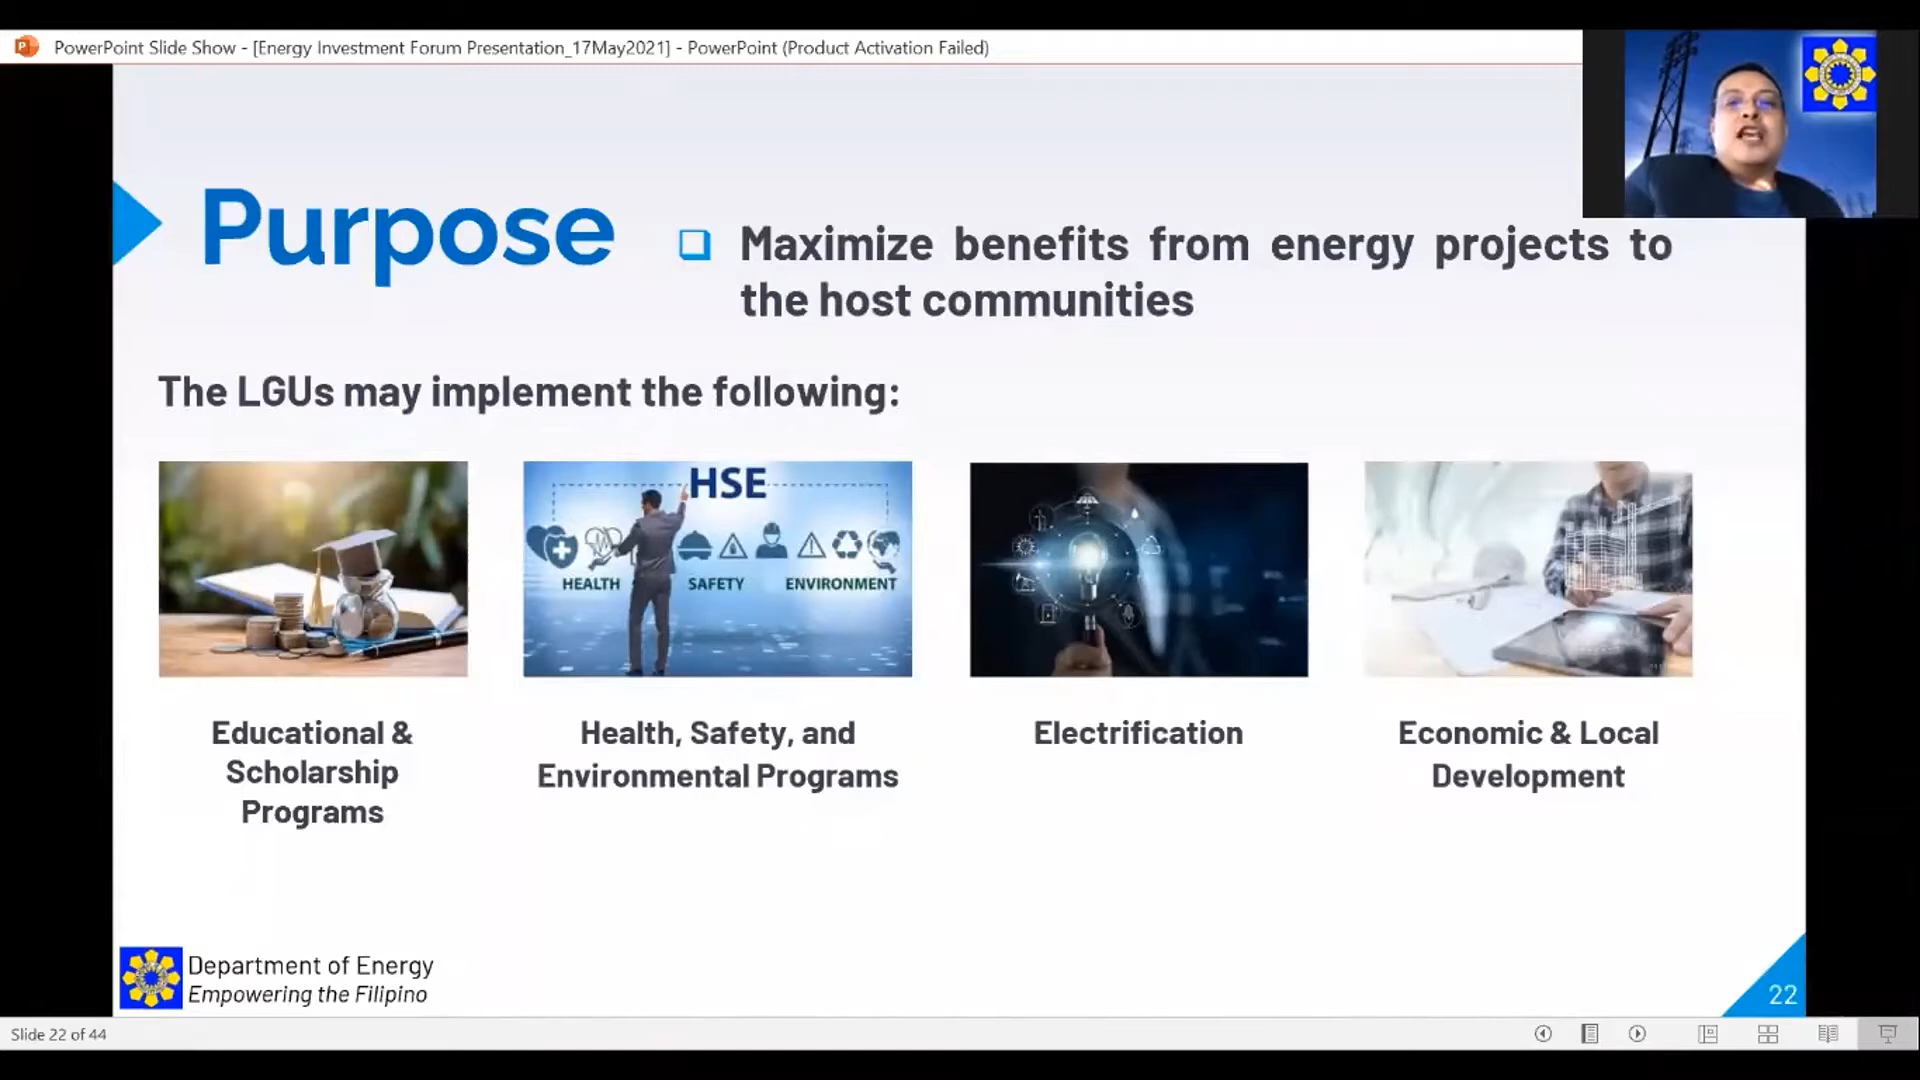 PowerPoint Slide Show - [Energy Investment Forum Presentation_17May2021] - PowerPoint (Product Activation Failed)
Purpose
Maximize benefits from energy projects to
the host communities
The LGUs may implement the following:
HSE
HEALTH SAFETY ENVIRONMENT
Educational &
Scholarship
Programs
Health, Safety, and
Environmental Programs
Electrification
Economic & Local
Development
Department of Energy
Empowering the Filipino
22
Slide 22 of 44